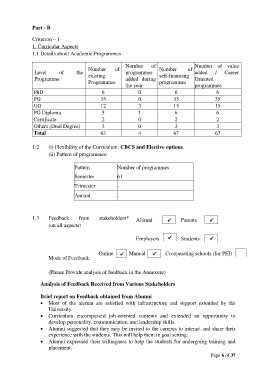 Part - B
Criterion – I
1. Curricular Aspects
1.1 Details about Academic Programmes
Level of the Programme | Number of existing Programmes | Number of programmes added during the year | Number of self-financing programmes | Number of value added / Career Oriented programmes
PhD 6 0 6 6
PG 35 0 35 35
UG 12 3 15 15
PG Diploma 5 1 6 6
Certificate 2 0 2 2
Others (Dual Degree) 3 0 3 3
Total 63 4 67 67
1.2 (i) Flexibility of the Curriculum: CBCS and Elective options.
(ii) Pattern of programmes:
Pattern Number of programmes
Semester 61
Trimester -
Annual -
1.3 Feedback from stakeholders* Alumni ✓ Parents ✓
(on all aspects)
Employers ✓ Students ✓
Online ✓ Manual ✓ Co-operating schools (for PEI)
Mode of Feedback:
(Please Provide analysis of feedback in the Annexure)
Analysis of Feedback Received from Various Stakeholders
Brief report on Feedback obtained from Alumni
• Most of the alumni are satisfied with infrastructure and support extended by the
University.
• Curriculum encompassed job-oriented contents and extended an opportunity to
develop personality, communication, and leadership skills.
• Alumni suggested that they may be invited to the campus to interact and share their
experience with the students. This will help them in goal setting.
• Alumni expressed their willingness to help the students for undergoing training and
placement.
Page 6 of 37